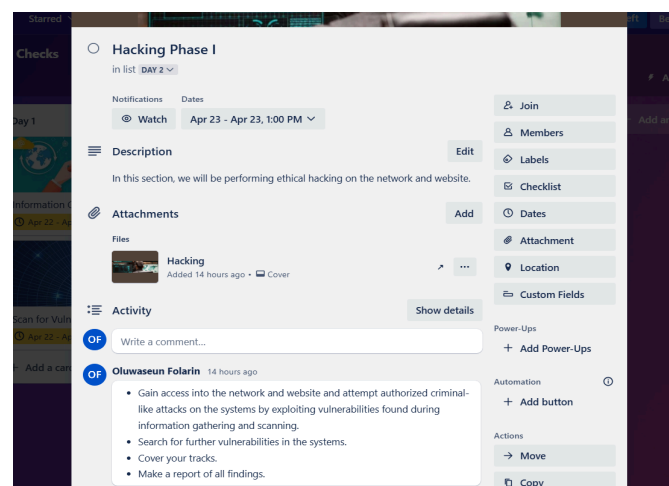 Starred
eft
Checks
Hacking Phase I
in list DAY 2
Notifications Dates
Watch Apr 23 - Apr 23, 1:00 PM
Join
Day 1
Add
Members
Description Edit
Labels
In this section, we will be performing ethical hacking on the network and website.
Checklist
Attachments Add
Dates
Information
Apr 22 - Ap
Files
Attachment
Hacking
Added 14 hours ago • Cover
Location
Custom Fields
Activity Show details
Scan for Vuln
Power-Ups
Apr 22 - Ap
OF Write a comment...
Add Power-Ups
+ Add a card
OF Oluwaseun Folarin 14 hours ago
Automation
• Gain access into the network and website and attempt authorized criminal-
like attacks on the systems by exploiting vulnerabilities found during
information gathering and scanning.
Add button
• Search for further vulnerabilities in the systems.
Actions
• Cover your tracks.
Move
• Make a report of all findings.
Copy